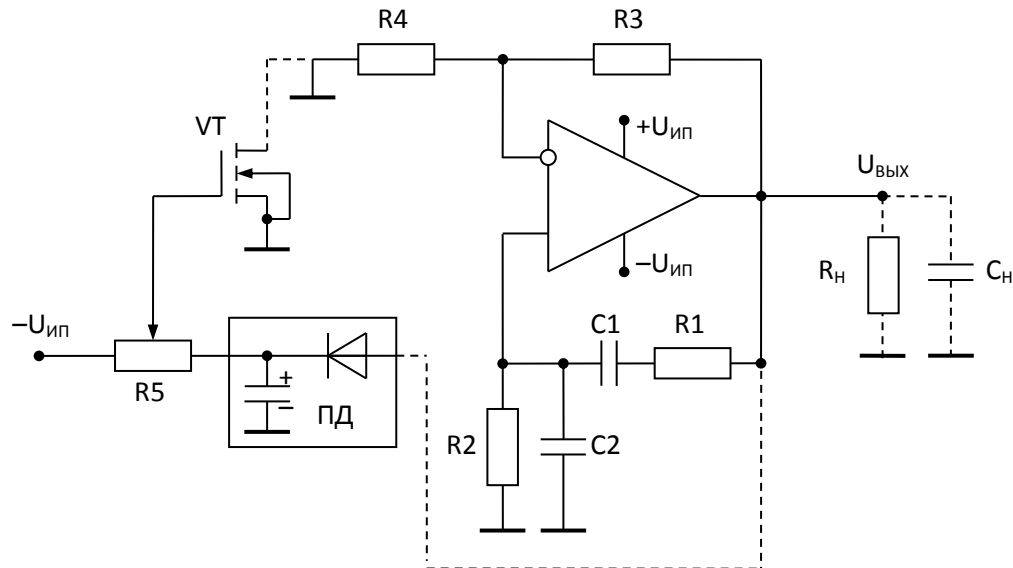 R4
R3
VT
+Uип
Uвых
–Uип
Rн
Cн
–Uип
C1
R1
R5
+
–
ПД
R2
C2